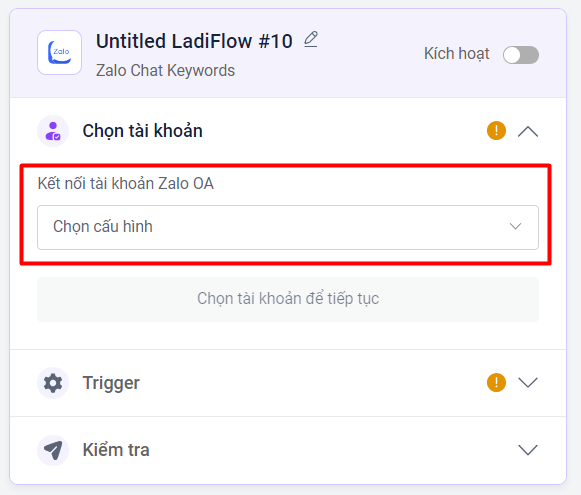 Zalo
Untitled LadiFlow #10
Zalo Chat Keywords
Kích hoạt
Chọn tài khoản
!
Kết nối tài khoản Zalo OA
Chọn cấu hình
Chọn tài khoản để tiếp tục
Trigger
!
Kiểm tra